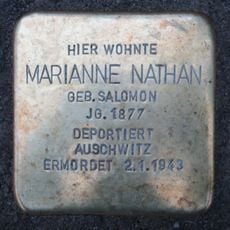 HIER WOHNTE
MARIANNE NATHAN
GEB. SALOMON
JG. 1877
DEPORTIERT
AUSCHWITZ
ERMORDET 2.1.1943